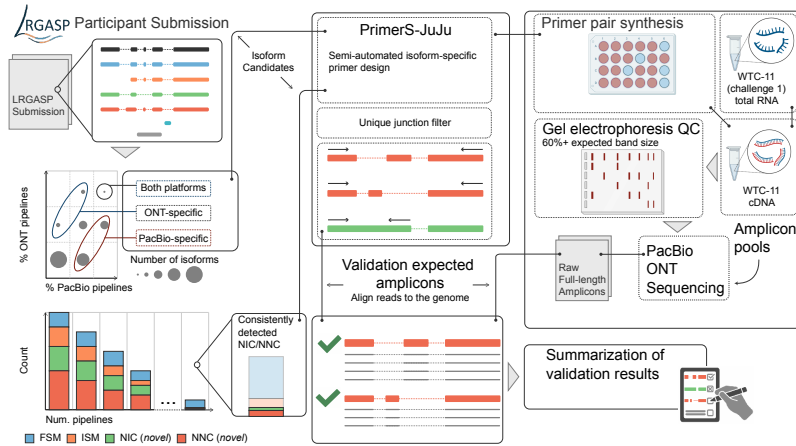 LRGASP
Participant Submission
LRGASP
Submission
Isoform
Candidates
PrimerS-JuJu
Semi-automated isoform-specific
primer design
Unique junction filter
Primer pair synthesis
WTC-11
(challenge 1)
total RNA
Gel electrophoresis QC
60%+ expected band size
WTC-11
cDNA
Amplicon
pools
PacBio
ONT
Sequencing
Raw
Full-length
Amplicons
% ONT pipelines
Both platforms
ONT-specific
PacBio-specific
Number of isoforms
% PacBio pipelines
Validation expected
amplicons
Align reads to the genome
Count
Num. pipelines
...
Consistently
detected
NIC/NNC
Summarization of
validation results
FSM ISM NIC (novel) NNC (novel)